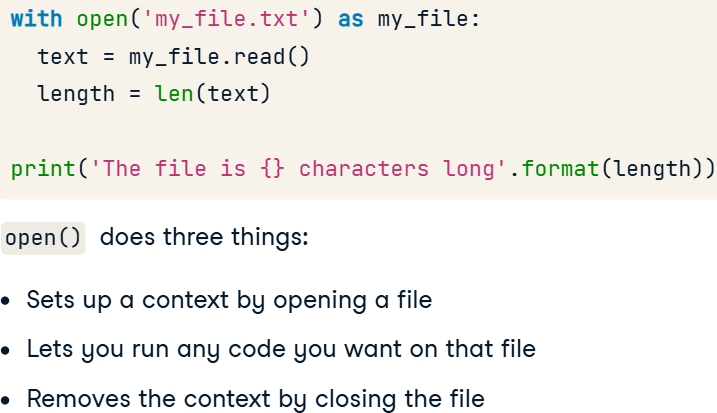 with open('my_file.txt') as my_file:
  text = my_file.read()
  length = len(text)

print('The file is {} characters long'.format(length))
open() does three things:
• Sets up a context by opening a file
• Lets you run any code you want on that file
• Removes the context by closing the file